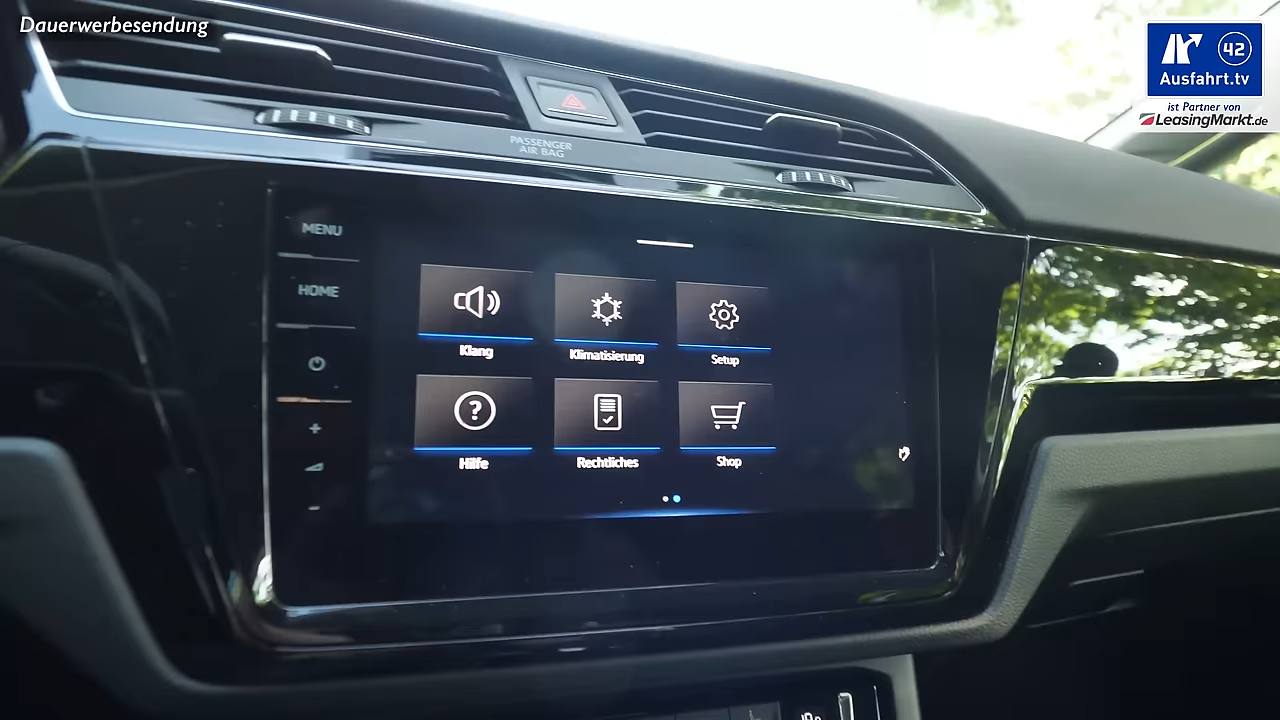 Dauerwerbesendung
42
Ausfahrt.tv
ist Partner von
LeasingMarkt.de
PASSENGER
AIR BAG
MENU
HOME
Klang
Klimatisierung
Setup
Hilfe
Rechtliches
Shop